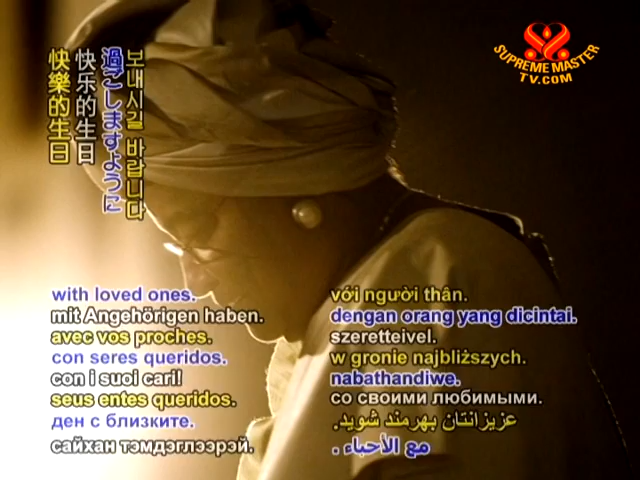 SUPREME MASTER
TV.COM
보내시길 바랍니다
過ごしますように
快乐的生日
快樂的生日
with loved ones.
mit Angehörigen haben.
avec vos proches.
con seres queridos.
con i suoi cari!
seus entes queridos.
ден с близките.
сайхан тэмдэглээрэй.
với người thân.
dengan orang yang dicintai.
szeretteivel.
w gronie najbliższych.
nabathandiwe.
со своими любимыми.
عزیزانتان بهرمند شوید.
مع الأحباء .